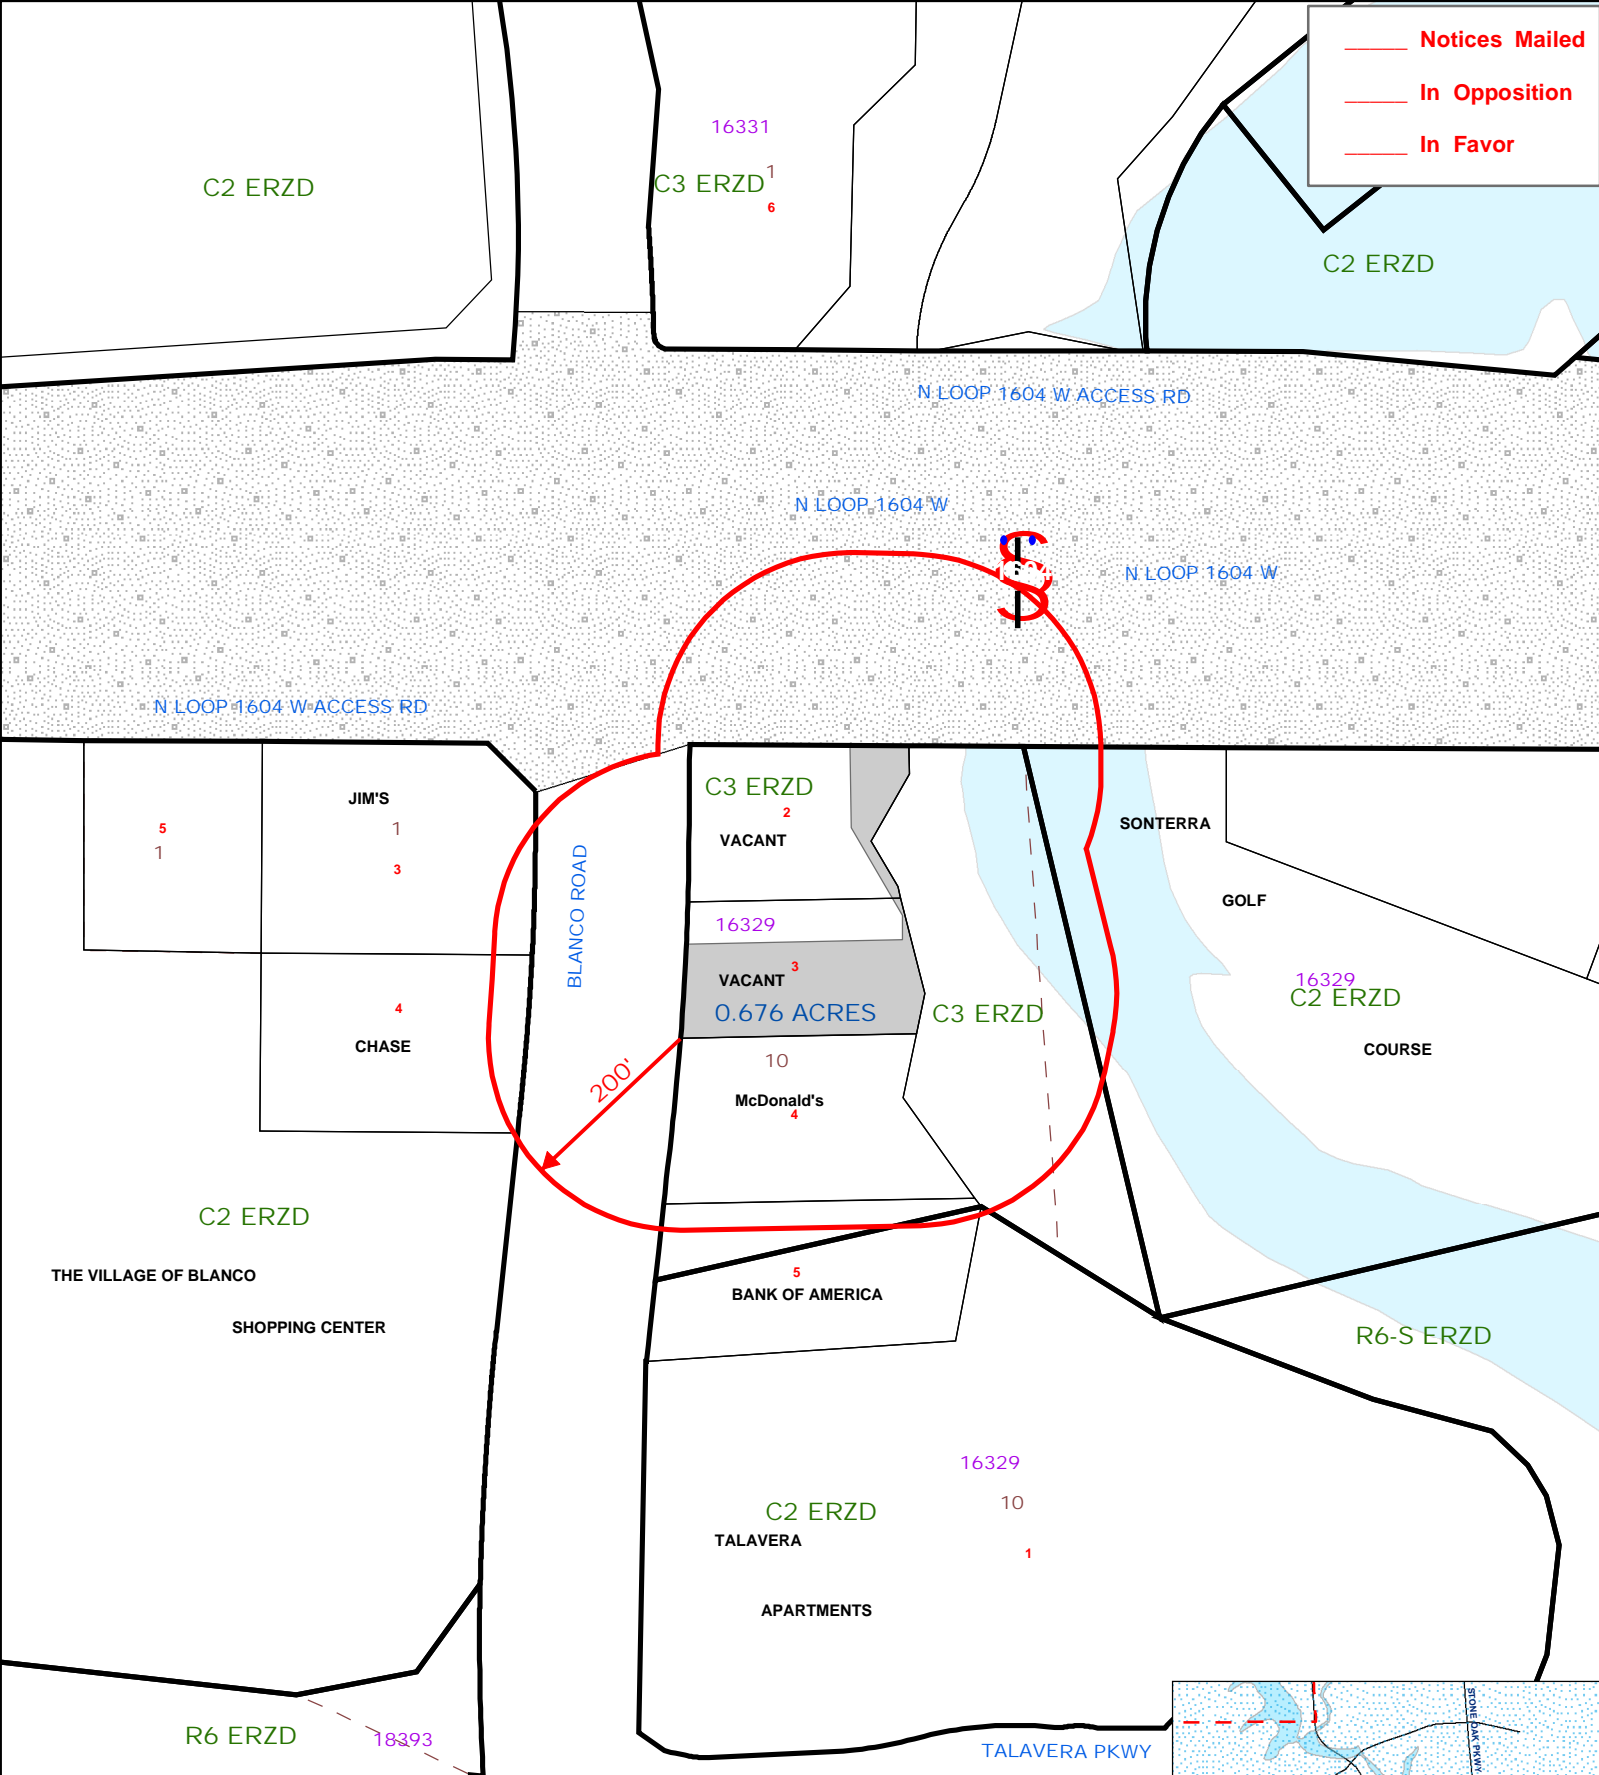 _____ Notices Mailed
_____ In Opposition
_____ In Favor
16331
1
C3 ERZD
6
C2 ERZD
C2 ERZD
N LOOP 1604 W ACCESS RD
N LOOP 1604 W
N LOOP 1604 W
N LOOP 1604 W ACCESS RD
JIM'S
1
3
5
1
BLANCO ROAD
C3 ERZD
2
VACANT
16329
VACANT
3
0.676 ACRES
C3 ERZD
SONTERRA
GOLF
16329
C2 ERZD
COURSE
4
CHASE
200'
10
McDonald's
4
C2 ERZD
THE VILLAGE OF BLANCO
SHOPPING CENTER
5
BANK OF AMERICA
R6-S ERZD
16329
10
C2 ERZD
TALAVERA
1
APARTMENTS
R6 ERZD
18393
TALAVERA PKWY
STONE OAK PKWY